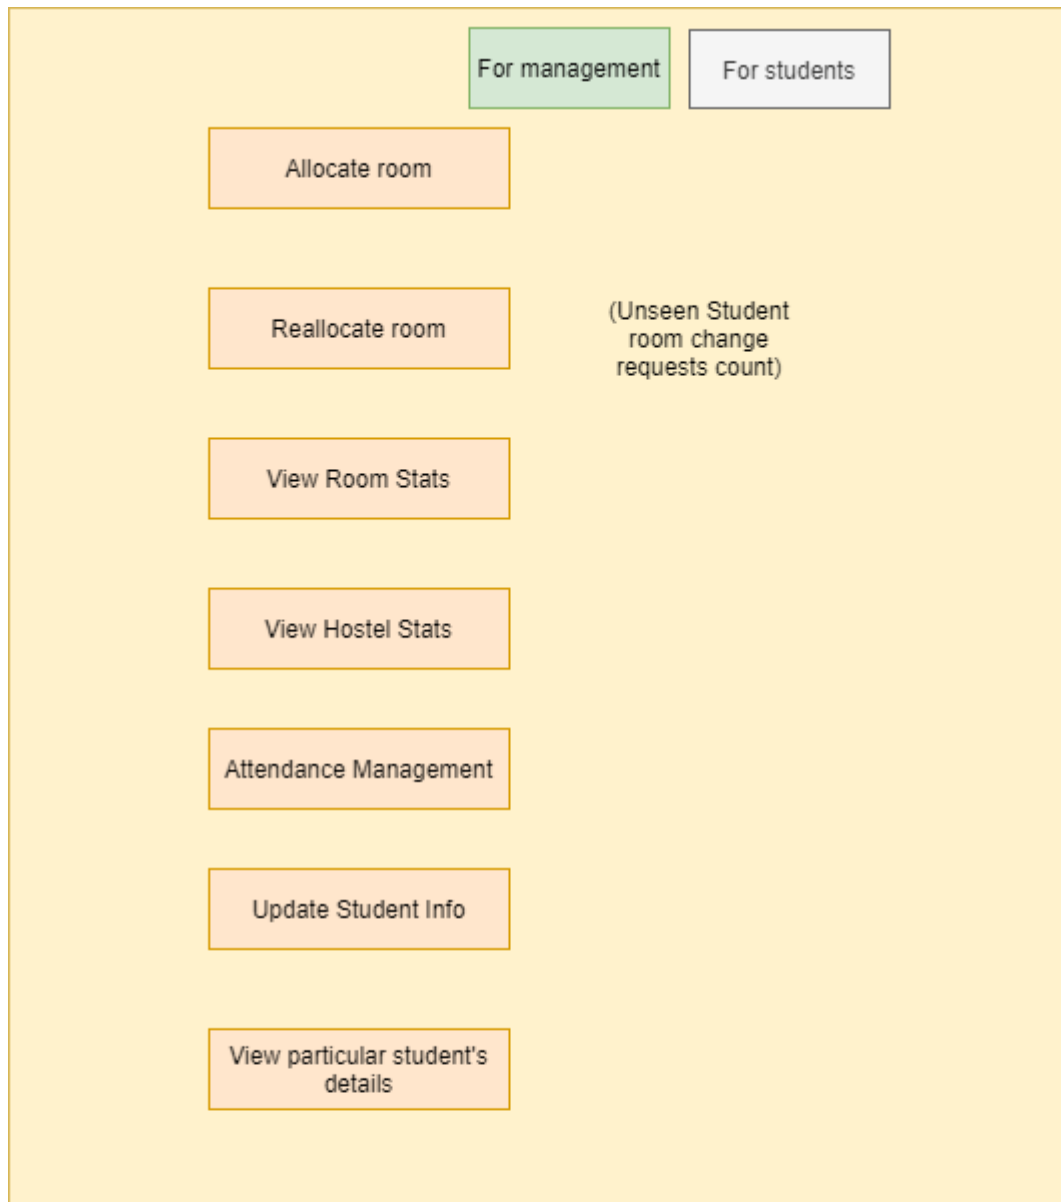 For management
For students
Allocate room
Reallocate room
(Unseen Student
room change
requests count)
View Room Stats
View Hostel Stats
Attendance Management
Update Student Info
View particular student's
details